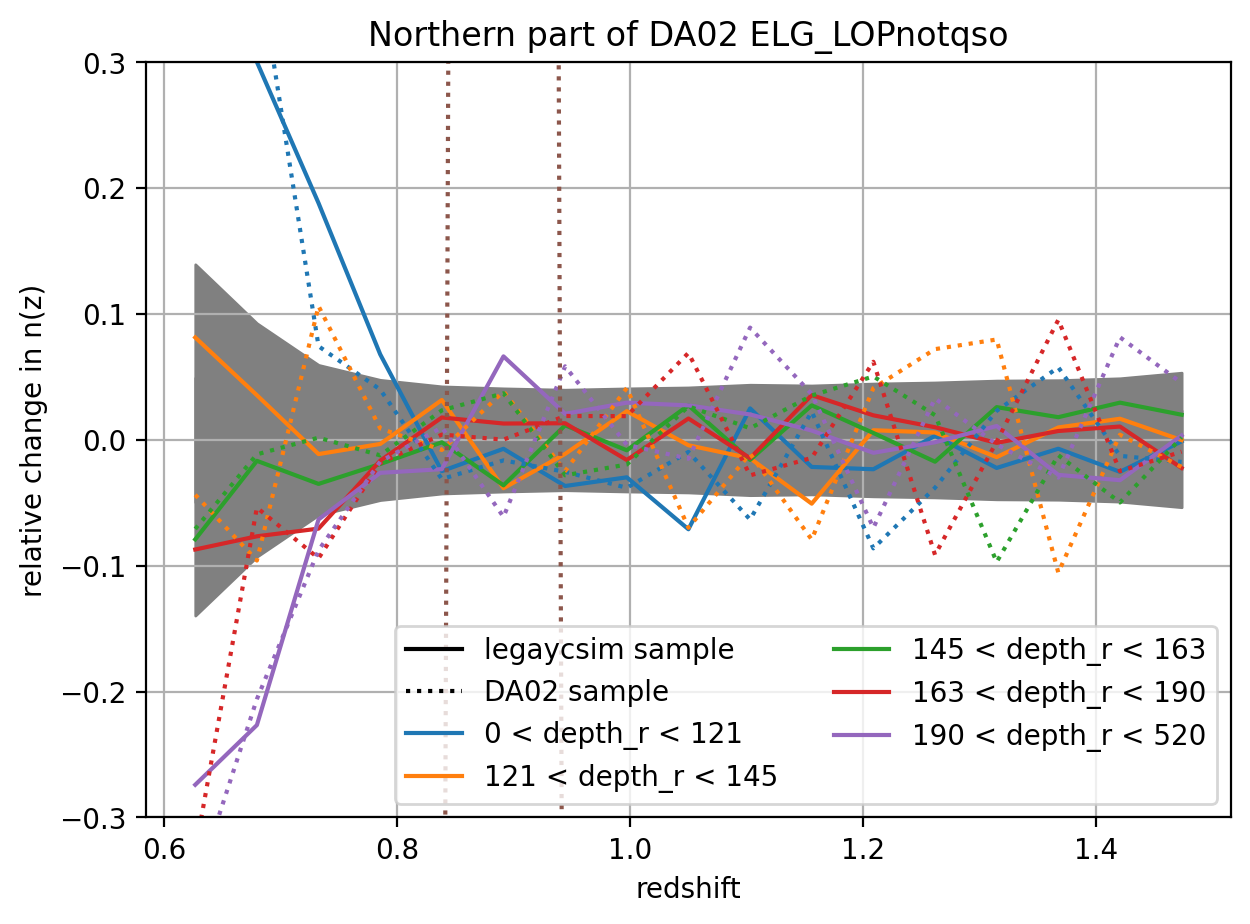 Northern part of DA02 ELG_LOPnotqso
0.3
0.2
0.1
0.0
−0.1
−0.2
−0.3
relative change in n(z)
legaycsim sample
DA02 sample
0 < depth_r < 121
121 < depth_r < 145
145 < depth_r < 163
163 < depth_r < 190
190 < depth_r < 520
0.6 0.8 1.0 1.2 1.4
redshift